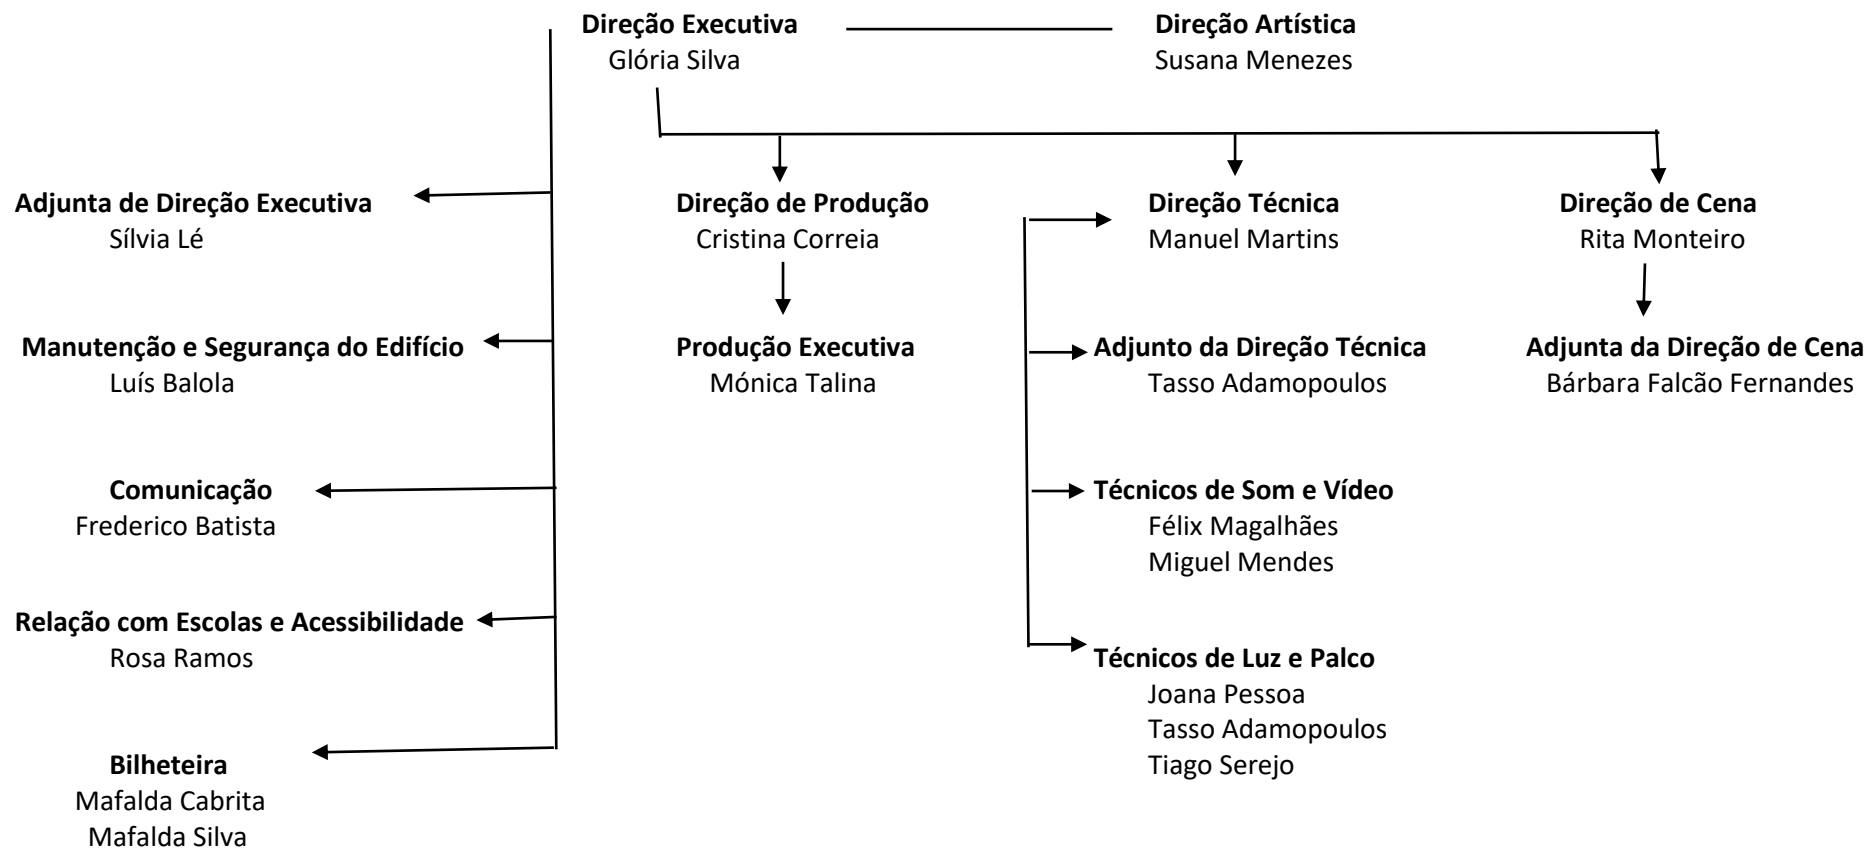 Direção Executiva
Glória Silva
Direção Artística
Susana Menezes
Adjunta de Direção Executiva
Sílvia Lé
Manutenção e Segurança do Edifício
Luís Balola
Comunicação
Frederico Batista
Relação com Escolas e Acessibilidade
Rosa Ramos
Bilheteira
Mafalda Cabrita
Mafalda Silva
Direção de Produção
Cristina Correia
Produção Executiva
Mónica Talina
Direção Técnica
Manuel Martins
Adjunto da Direção Técnica
Tasso Adamopoulos
Técnicos de Som e Vídeo
Félix Magalhães
Miguel Mendes
Técnicos de Luz e Palco
Joana Pessoa
Tasso Adamopoulos
Tiago Serejo
Direção de Cena
Rita Monteiro
Adjunta da Direção de Cena
Bárbara Falcão Fernandes